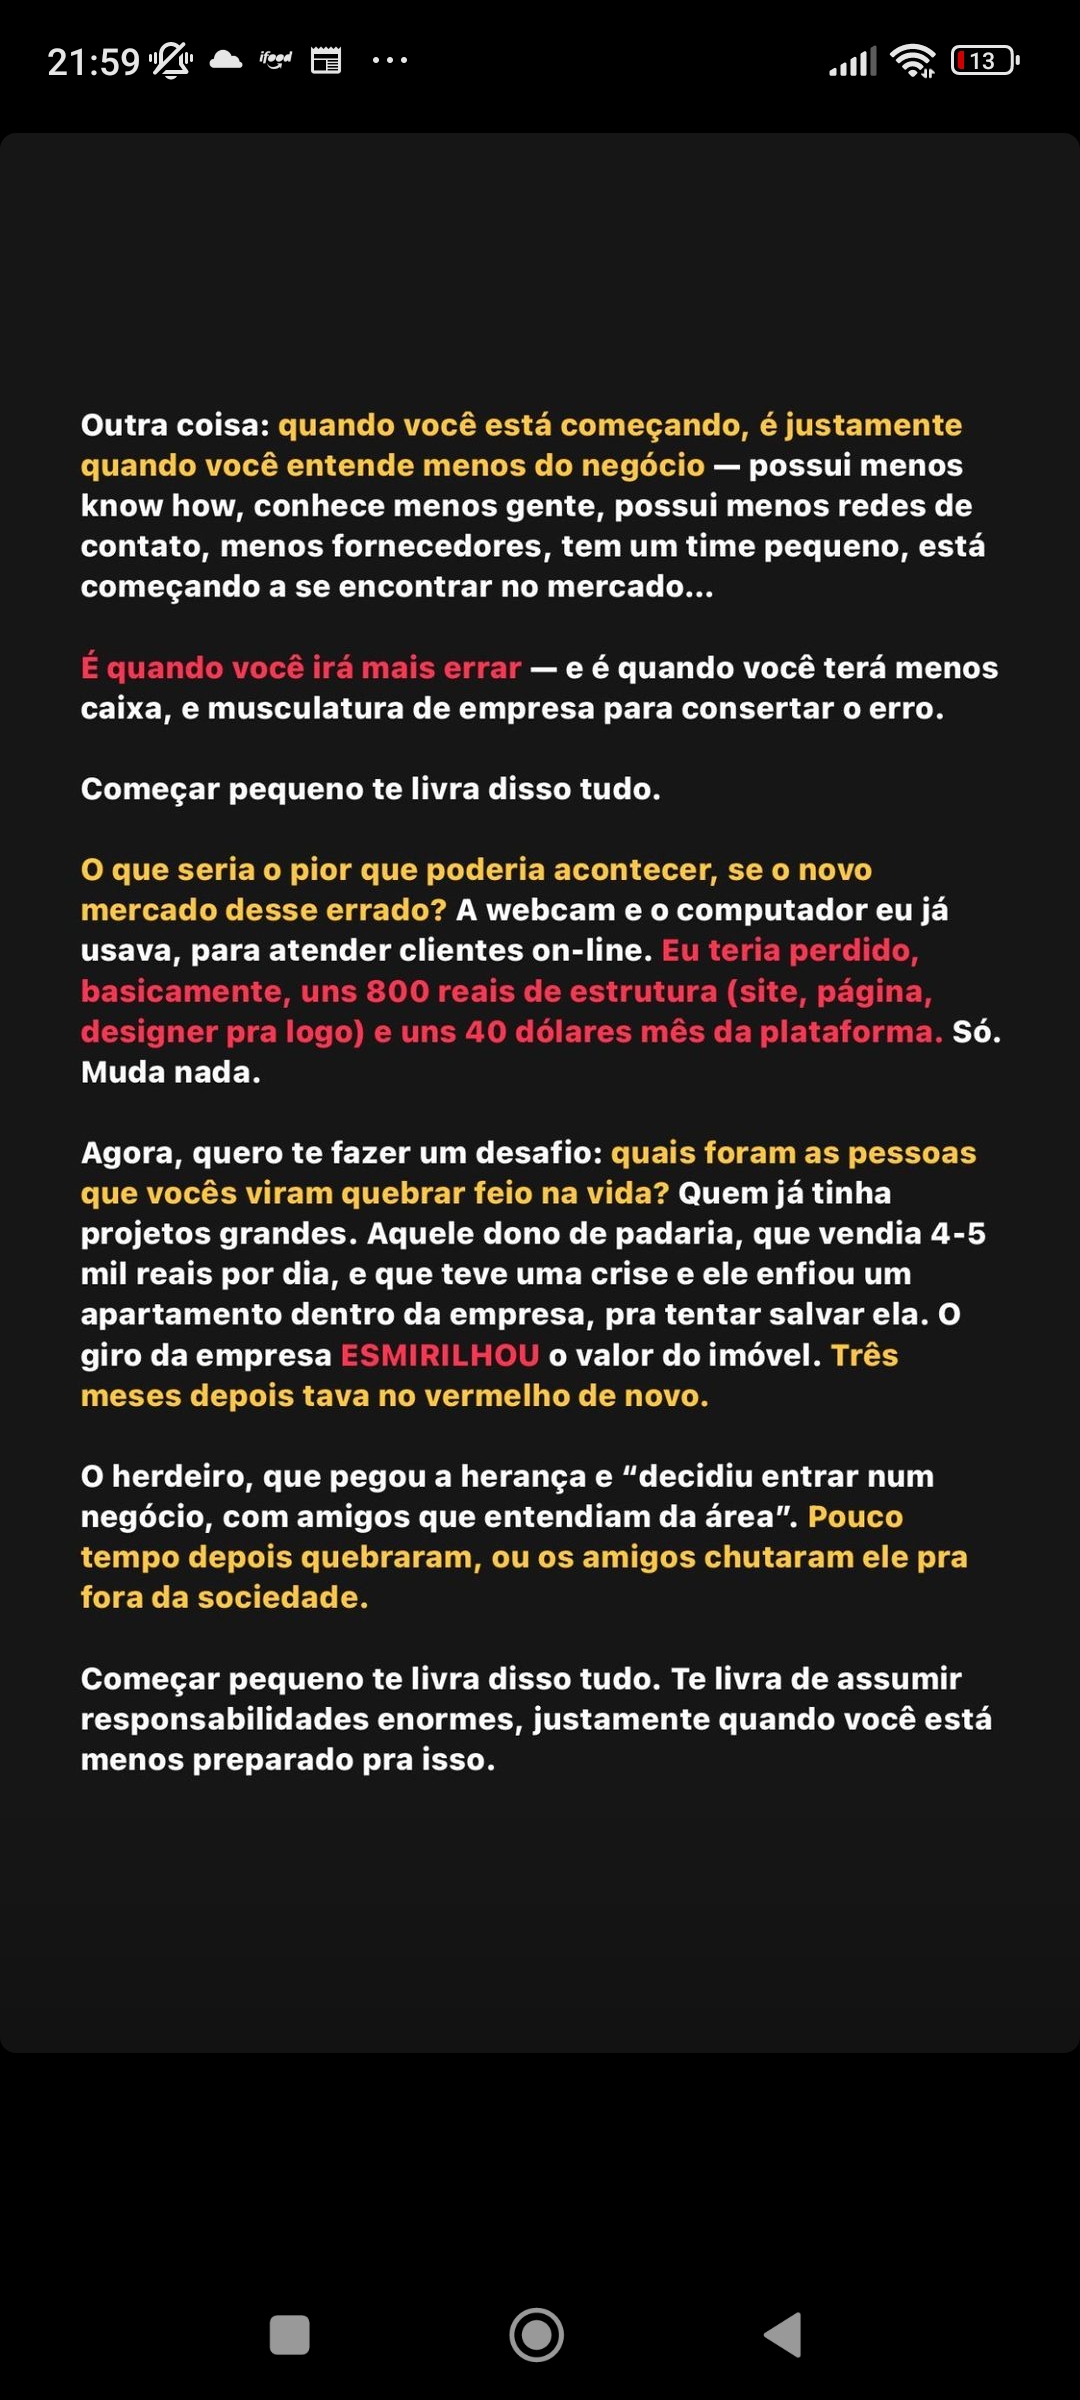 21:59
ifood
13
Outra coisa: quando você está começando, é justamente
quando você entende menos do negócio — possui menos
know how, conhece menos gente, possui menos redes de
contato, menos fornecedores, tem um time pequeno, está
começando a se encontrar no mercado...
É quando você irá mais errar — e é quando você terá menos
caixa, e musculatura de empresa para consertar o erro.
Começar pequeno te livra disso tudo.
O que seria o pior que poderia acontecer, se o novo
mercado desse errado? A webcam e o computador eu já
usava, para atender clientes on-line. Eu teria perdido,
basicamente, uns 800 reais de estrutura (site, página,
designer pra logo) e uns 40 dólares mês da plataforma. Só.
Muda nada.
Agora, quero te fazer um desafio: quais foram as pessoas
que vocês viram quebrar feio na vida? Quem já tinha
projetos grandes. Aquele dono de padaria, que vendia 4-5
mil reais por dia, e que teve uma crise e ele enfiou um
apartamento dentro da empresa, pra tentar salvar ela. O
giro da empresa ESMIRILHOU o valor do imóvel. Três
meses depois tava no vermelho de novo.
O herdeiro, que pegou a herança e “decidiu entrar num
negócio, com amigos que entendiam da área”. Pouco
tempo depois quebraram, ou os amigos chutaram ele pra
fora da sociedade.
Começar pequeno te livra disso tudo. Te livra de assumir
responsabilidades enormes, justamente quando você está
menos preparado pra isso.